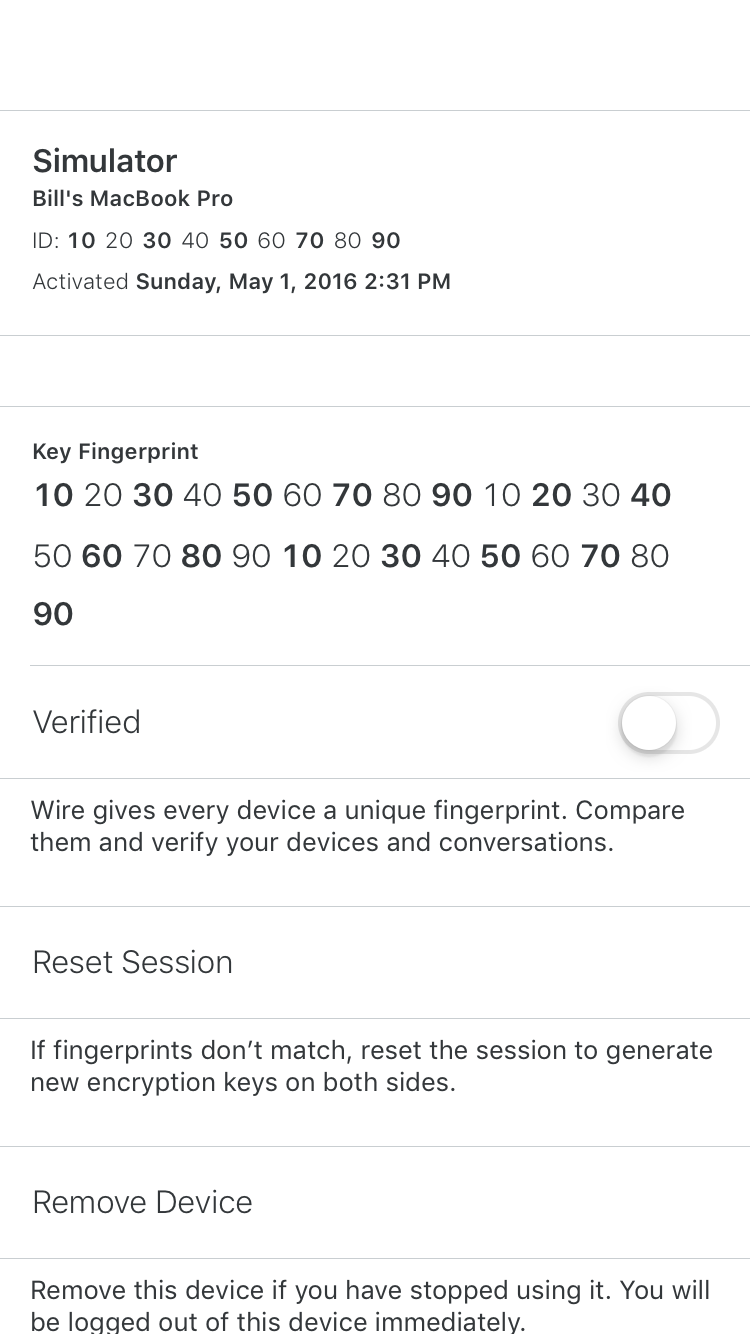 Simulator
Bill's MacBook Pro
ID: 10 20 30 40 50 60 70 80 90
Activated Sunday, May 1, 2016 2:31 PM
Key Fingerprint
10 20 30 40 50 60 70 80 90 10 20 30 40
50 60 70 80 90 10 20 30 40 50 60 70 80
90
Verified
Wire gives every device a unique fingerprint. Compare
them and verify your devices and conversations.
Reset Session
If fingerprints don’t match, reset the session to generate
new encryption keys on both sides.
Remove Device
Remove this device if you have stopped using it. You will
be logged out of this device immediately.